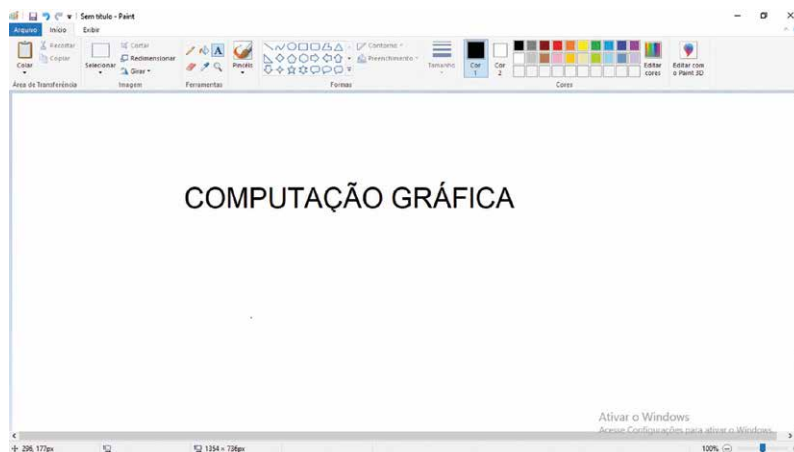 Sem título - Paint
Arquivo Início Exibir
Colar
Recortar
Copiar
Área de Transferência
Selecionar
Cortar
Redimensionar
Girar
Imagem
A
Ferramentas
Pincéis
Formas
Contorno
Preenchimento
Tamanho
Cor 1
Cor 2
Cores
Editar cores
Editar com o Paint 3D
COMPUTAÇÃO GRÁFICA
Ativar o Windows
Acesse Configurações para ativar o Windows.
296, 177px
1354 × 736px
100%